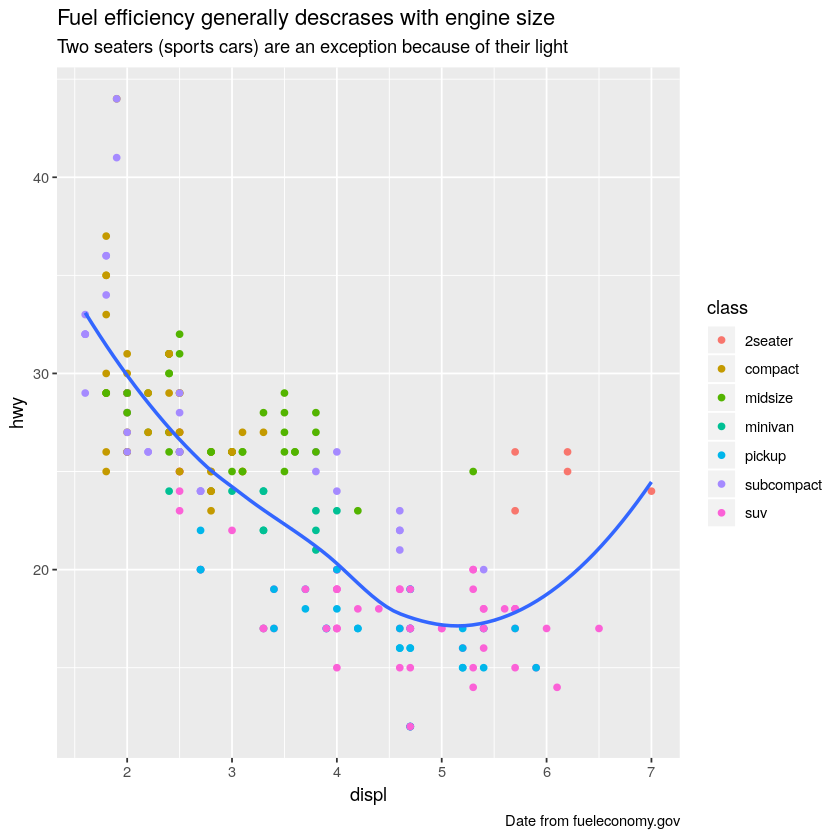 Fuel efficiency generally descrases with engine size
Two seaters (sports cars) are an exception because of their light
hwy
40
30
20
2 3 4 5 6 7
displ
class
2seater
compact
midsize
minivan
pickup
subcompact
suv
Date from fueleconomy.gov